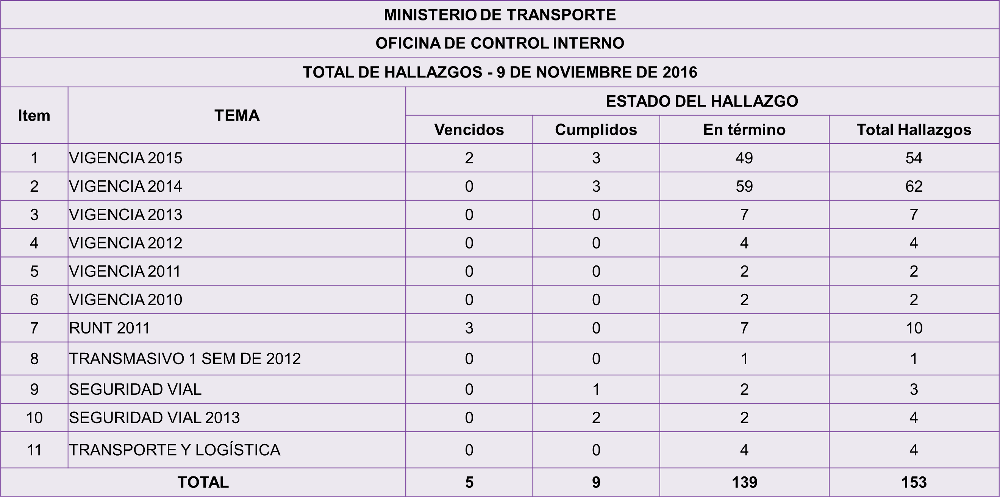 MINISTERIO DE TRANSPORTE
OFICINA DE CONTROL INTERNO
TOTAL DE HALLAZGOS - 9 DE NOVIEMBRE DE 2016
Item TEMA ESTADO DEL HALLAZGO
Vencidos Cumplidos En término Total Hallazgos
1 VIGENCIA 2015 2 3 49 54
2 VIGENCIA 2014 0 3 59 62
3 VIGENCIA 2013 0 0 7 7
4 VIGENCIA 2012 0 0 4 4
5 VIGENCIA 2011 0 0 2 2
6 VIGENCIA 2010 0 0 2 2
7 RUNT 2011 3 0 7 10
8 TRANSMASIVO 1 SEM DE 2012 0 0 1 1
9 SEGURIDAD VIAL 0 1 2 3
10 SEGURIDAD VIAL 2013 0 2 2 4
11 TRANSPORTE Y LOGÍSTICA 0 0 4 4
TOTAL 5 9 139 153